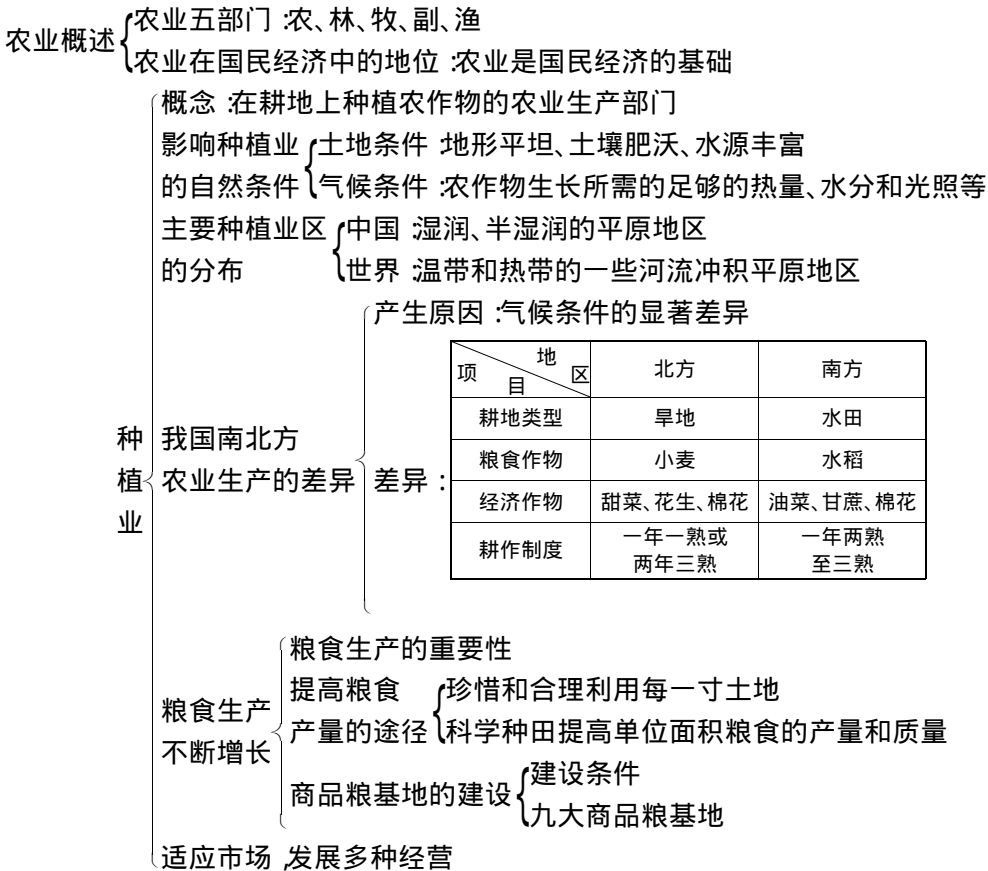 农业概述
农业五部门:农、林、牧、副、渔
农业在国民经济中的地位:农业是国民经济的基础
种植业
概念:在耕地上种植农作物的农业生产部门
影响种植业
的自然条件
土地条件:地形平坦、土壤肥沃、水源丰富
气候条件:农作物生长所需的足够的热量、水分和光照等
主要种植业区
的分布
中国:湿润、半湿润的平原地区
世界:温带和热带的一些河流冲积平原地区
我国南北方
农业生产的差异
产生原因:气候条件的显著差异
差异:
项目 地区 北方 南方
耕地类型 旱地 水田
粮食作物 小麦 水稻
经济作物 甜菜、花生、棉花 油菜、甘蔗、棉花
耕作制度 一年一熟或 一年两熟
两年三熟 至三熟
粮食生产
不断增长
粮食生产的重要性
提高粮食
产量的途径
珍惜和合理利用每一寸土地
科学种田提高单位面积粮食的产量和质量
商品粮基地的建设
建设条件
九大商品粮基地
适应市场,发展多种经营